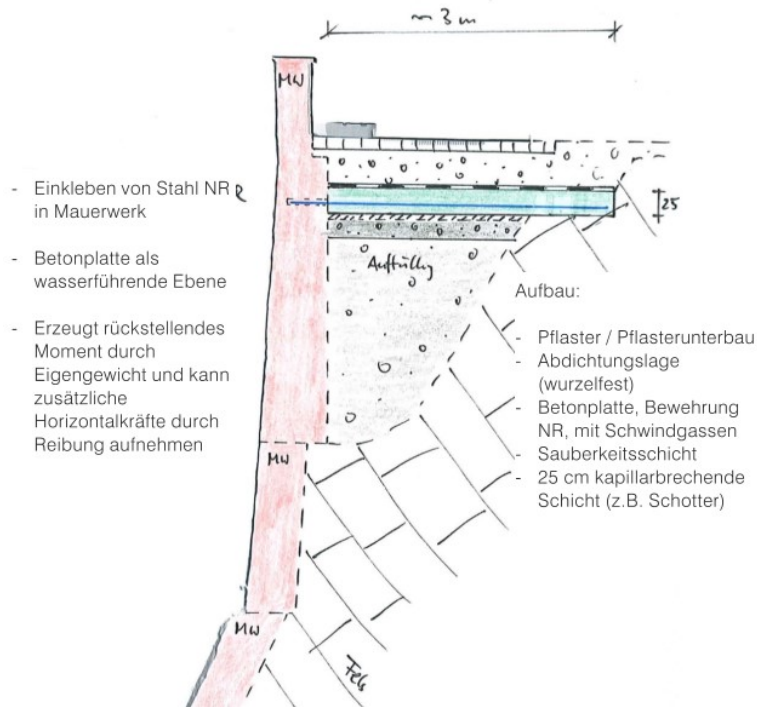 ~ 3 m
MW
- Einkleben von Stahl NR
in Mauerwerk
- Betonplatte als
wasserführende Ebene
- Erzeugt rückstellendes
Moment durch
Eigengewicht und kann
zusätzliche
Horizontalkräfte durch
Reibung aufnehmen
25
Auffüllg
Aufbau:
- Pflaster / Pflasterunterbau
- Abdichtungslage
(wurzelfest)
- Betonplatte, Bewehrung
NR, mit Schwindgassen
- Sauberkeitsschicht
- 25 cm kapillarbrechende
Schicht (z.B. Schotter)
MW
MW
Fels